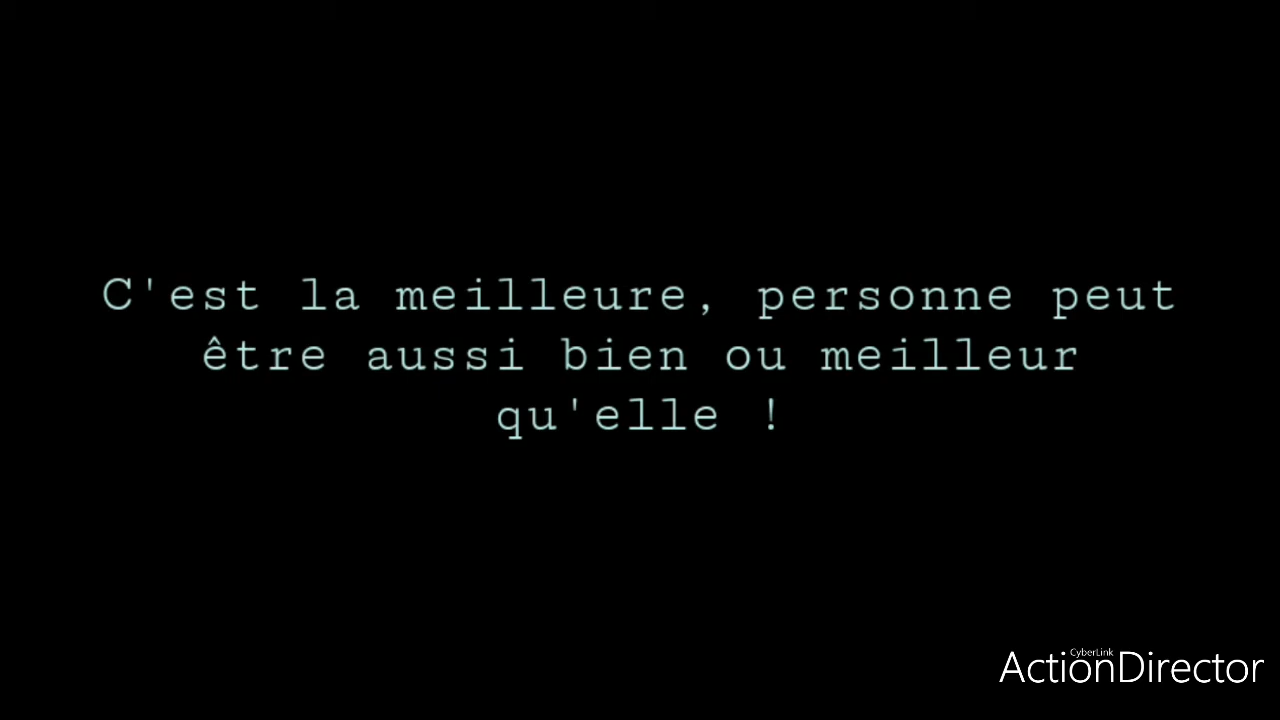 C'est la meilleure, personne peut
être aussi bien ou meilleur
qu'elle !
CyberLink
ActionDirector